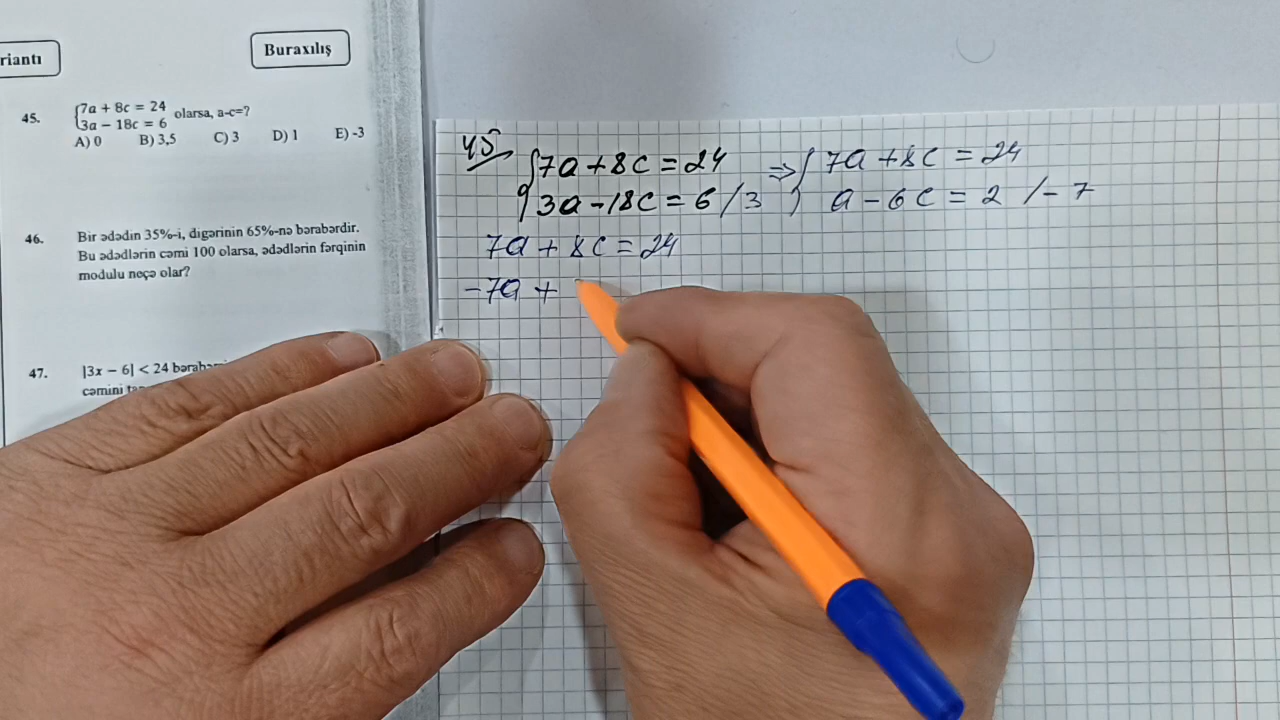 riantı
Buraxılış
45. {7a + 8c = 24
3a − 18c = 6 olarsa, a-c=?
A) 0 B) 3,5 C) 3 D) 1 E) -3
46. Bir ədədin 35%-i, digərinin 65%-nə bərabərdir.
Bu ədədlərin cəmi 100 olarsa, ədədlərin fərqinin
modulu neçə olar?
47. |3x − 6| < 24
cəmini
45
{7a + 8c = 24 ⇒ {7a + 8c = 24
3a - 18c = 6 /3 a - 6c = 2 /-7
7a + 8c = 24
-7a +